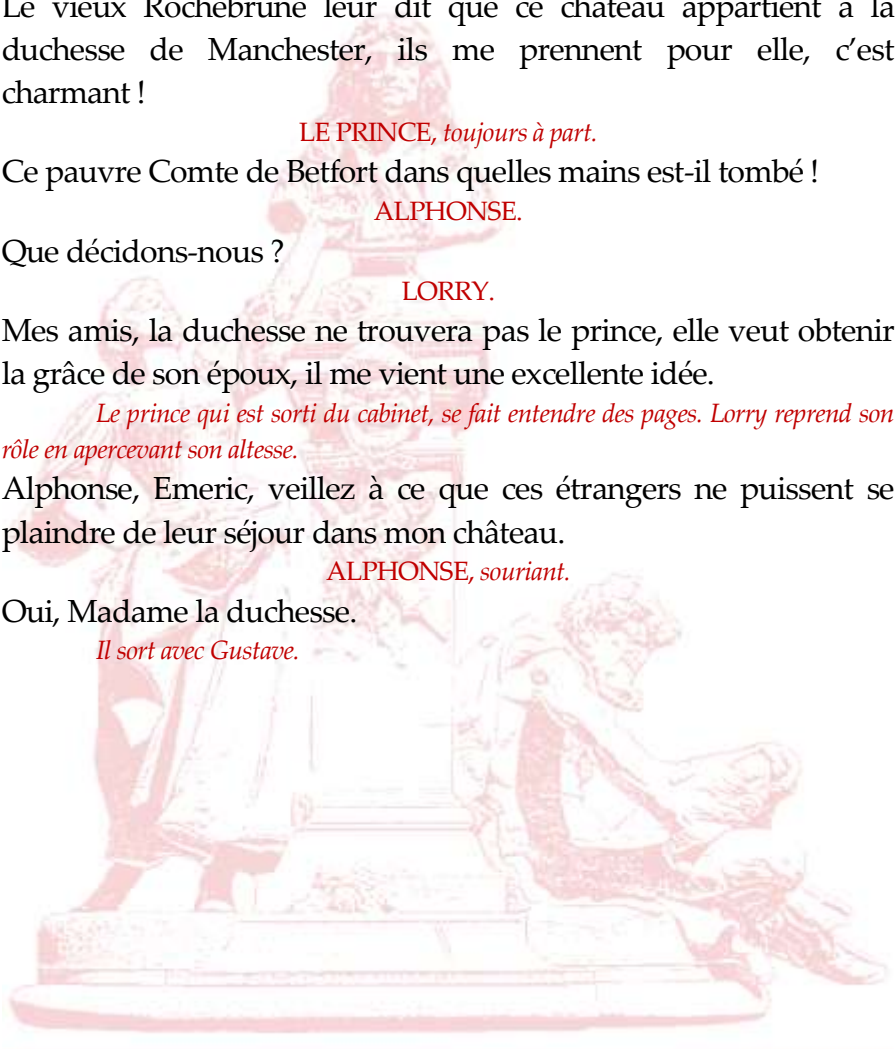 Le vieux Rochebrune leur dit que ce château appartient à la
duchesse de Manchester, ils me prennent pour elle, c’est
charmant !
LE PRINCE, toujours à part.
Ce pauvre Comte de Betfort dans quelles mains est-il tombé !
ALPHONSE.
Que décidons-nous ?
LORRY.
Mes amis, la duchesse ne trouvera pas le prince, elle veut obtenir
la grâce de son époux, il me vient une excellente idée.
Le prince qui est sorti du cabinet, se fait entendre des pages. Lorry reprend son
rôle en apercevant son altesse.
Alphonse, Emeric, veillez à ce que ces étrangers ne puissent se
plaindre de leur séjour dans mon château.
ALPHONSE, souriant.
Oui, Madame la duchesse.
Il sort avec Gustave.